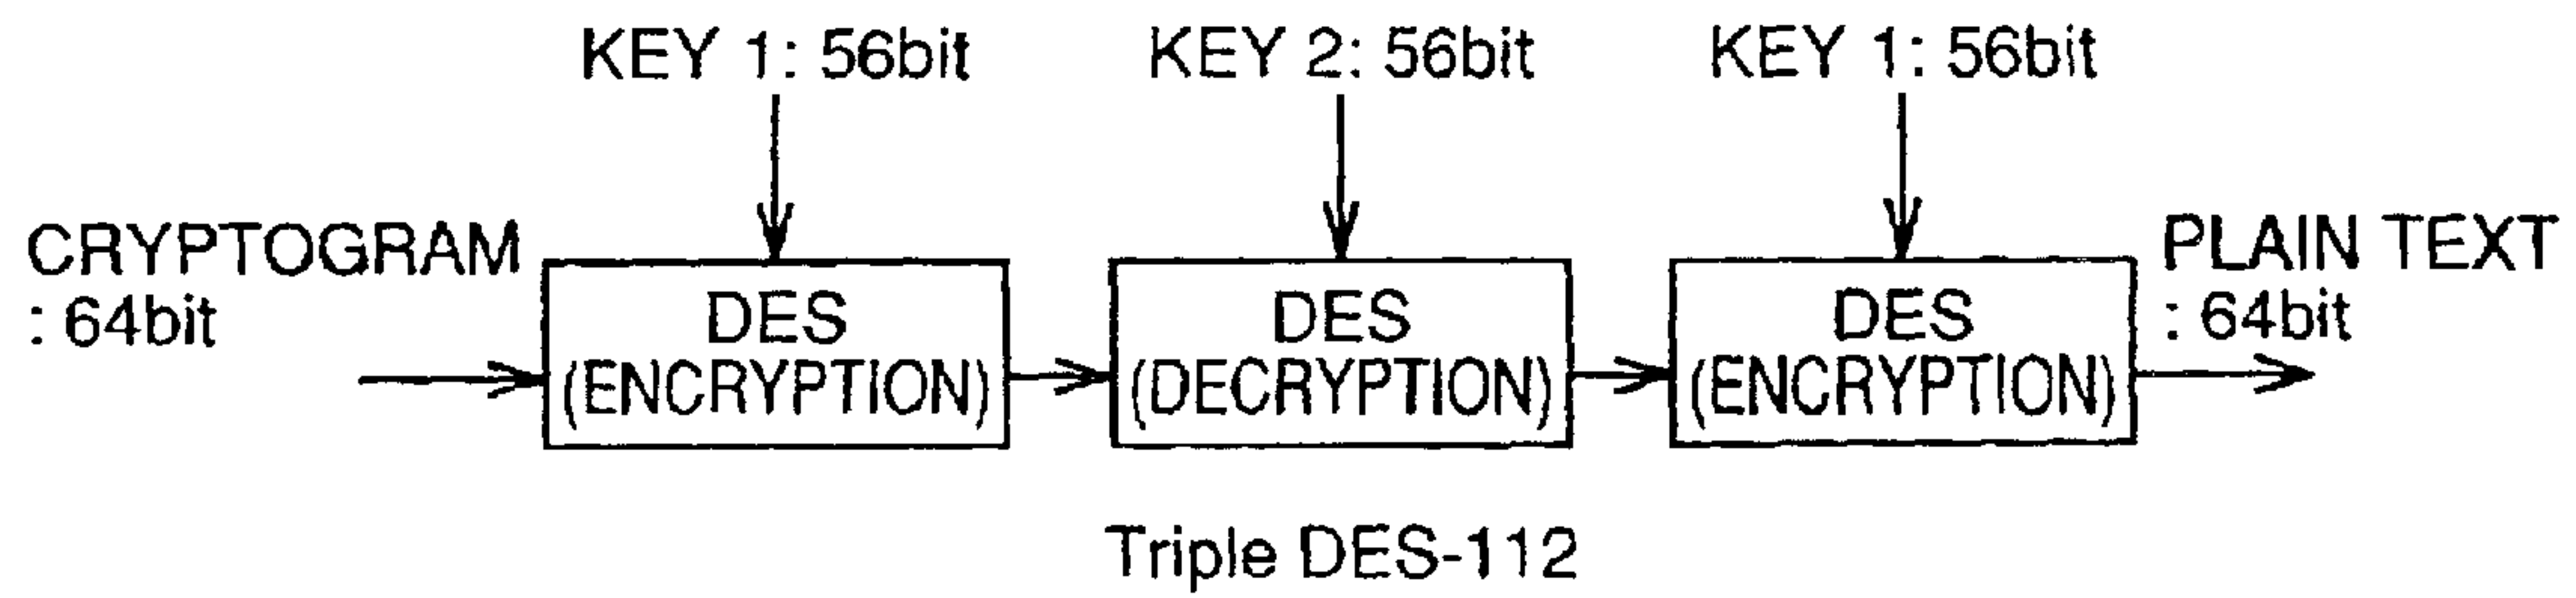 KEY 1: 56bit
KEY 2: 56bit
KEY 1: 56bit
CRYPTOGRAM
: 64bit
DES
(ENCRYPTION)
DES
(DECRYPTION)
DES
(ENCRYPTION)
PLAIN TEXT
: 64bit
Triple DES-112